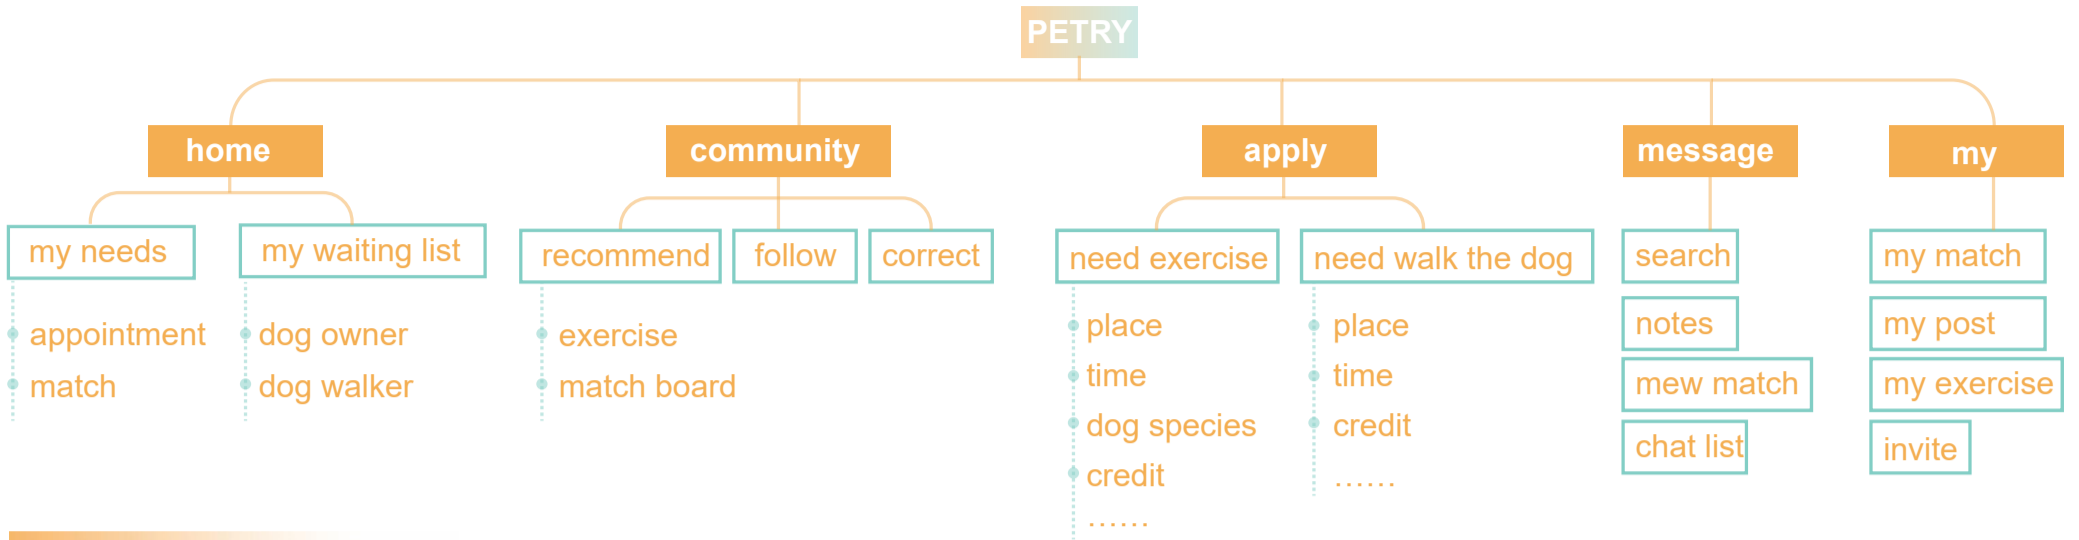 PETRY
home
community
apply
message
my
my needs
my waiting list
recommend
follow
correct
need exercise
need walk the dog
search
my match
appointment
dog owner
exercise
place
place
notes
my post
match
dog walker
match board
time
time
mew match
my exercise
dog species
credit
chat list
invite
credit
......
......